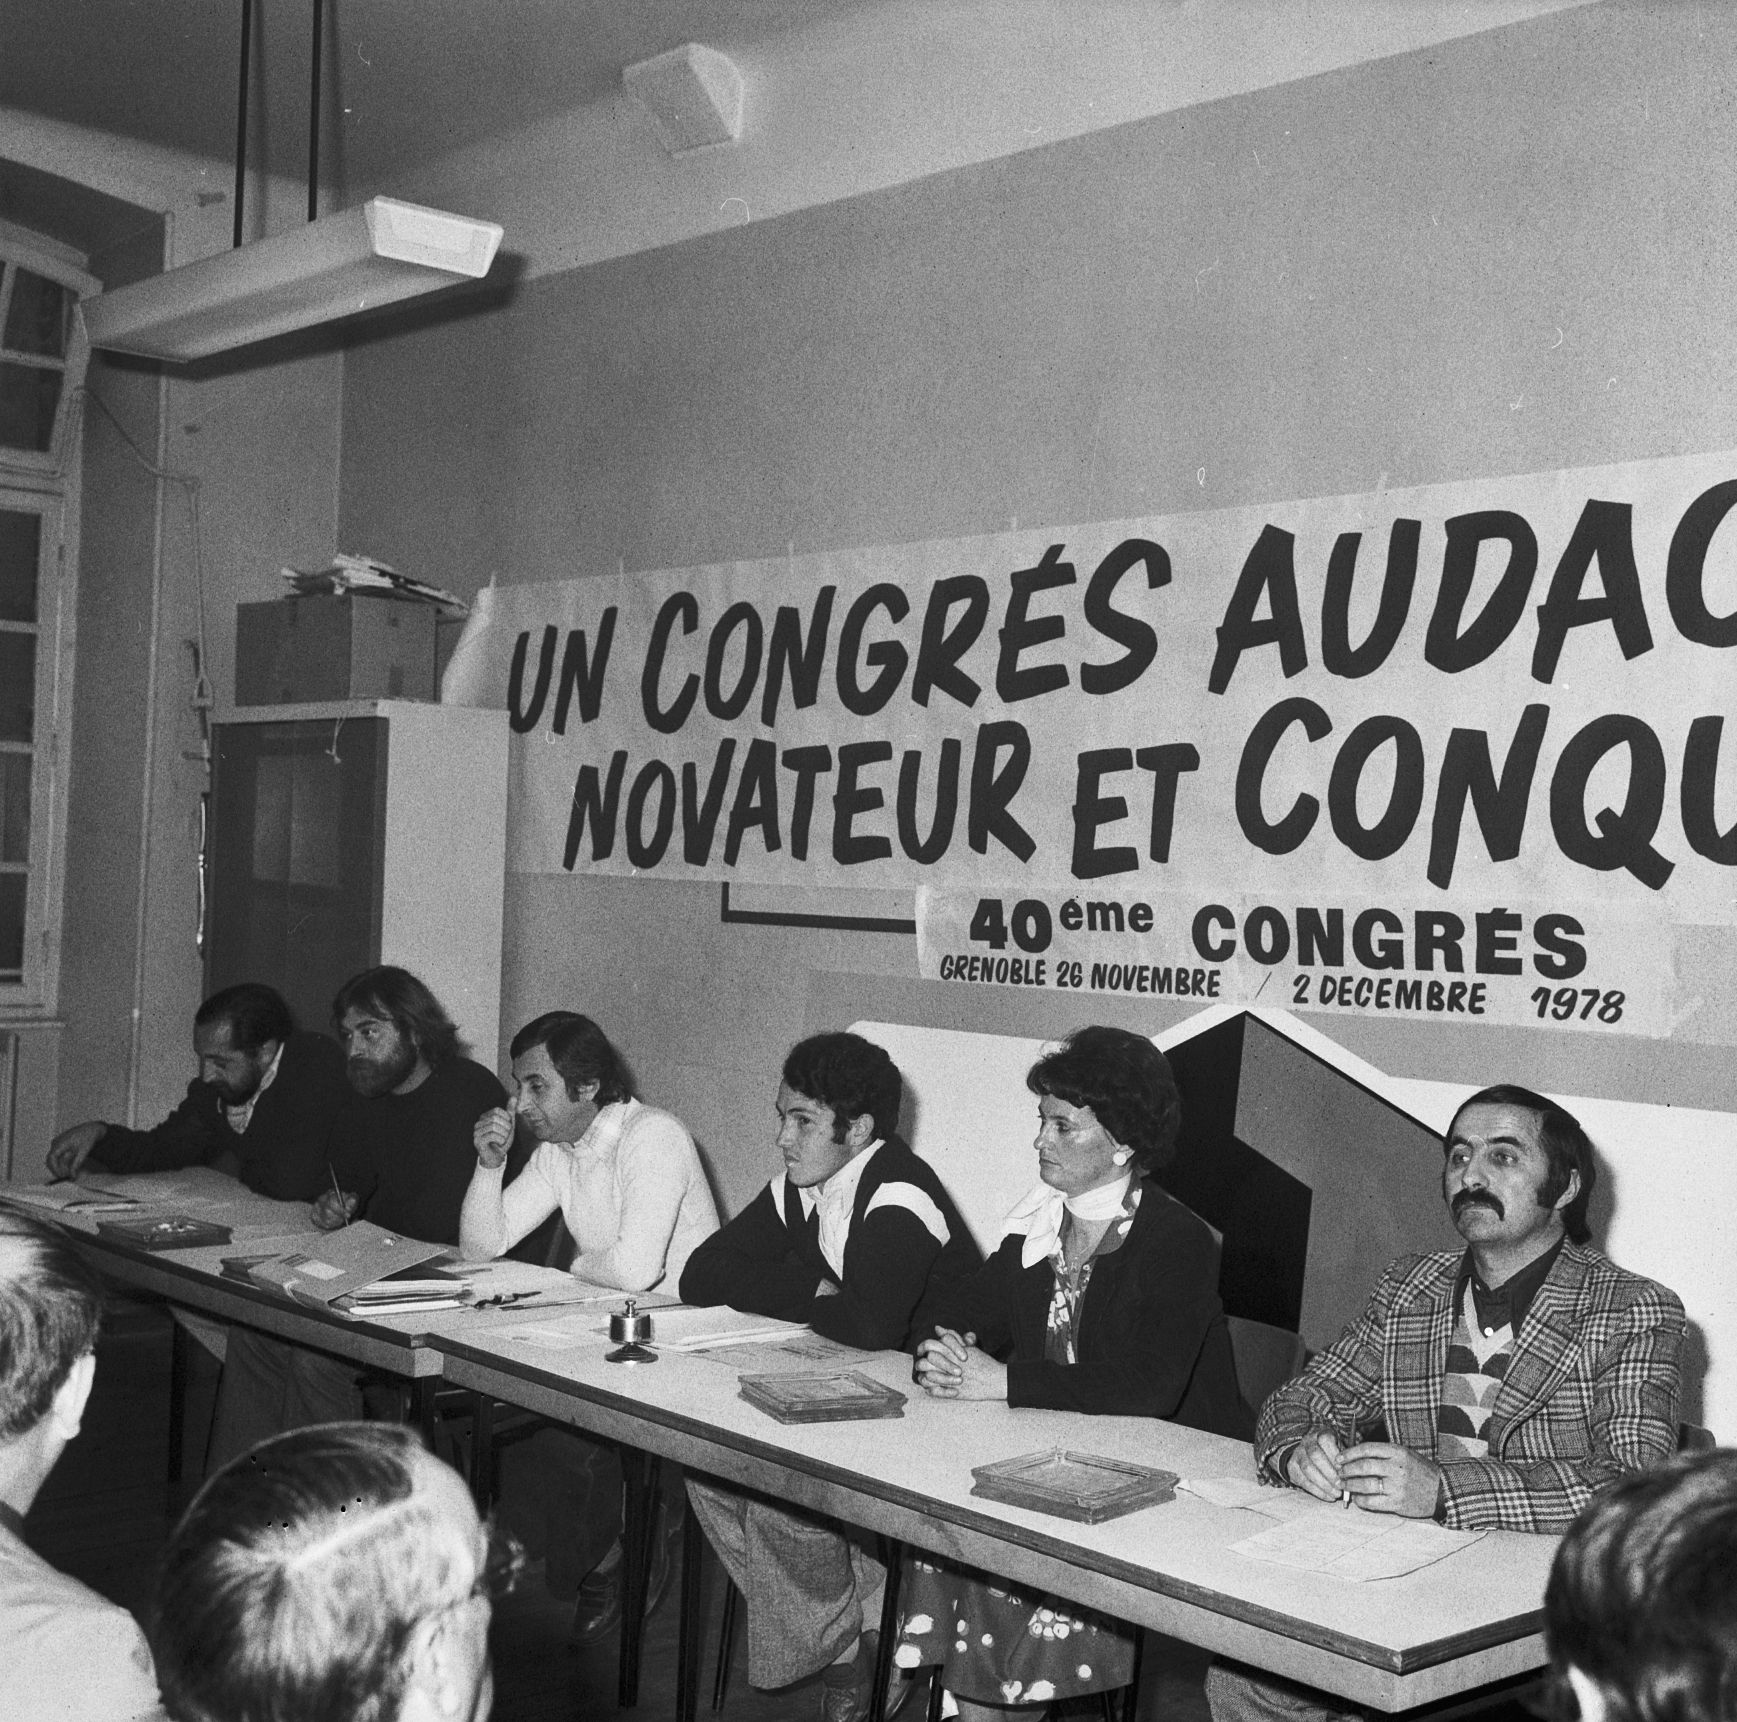 UN CONGRÉS AUDAC
NOVATEUR ET CONQU
40ème CONGRÉS
GRENOBLE 26 NOVEMBRE / 2 DECEMBRE 1978